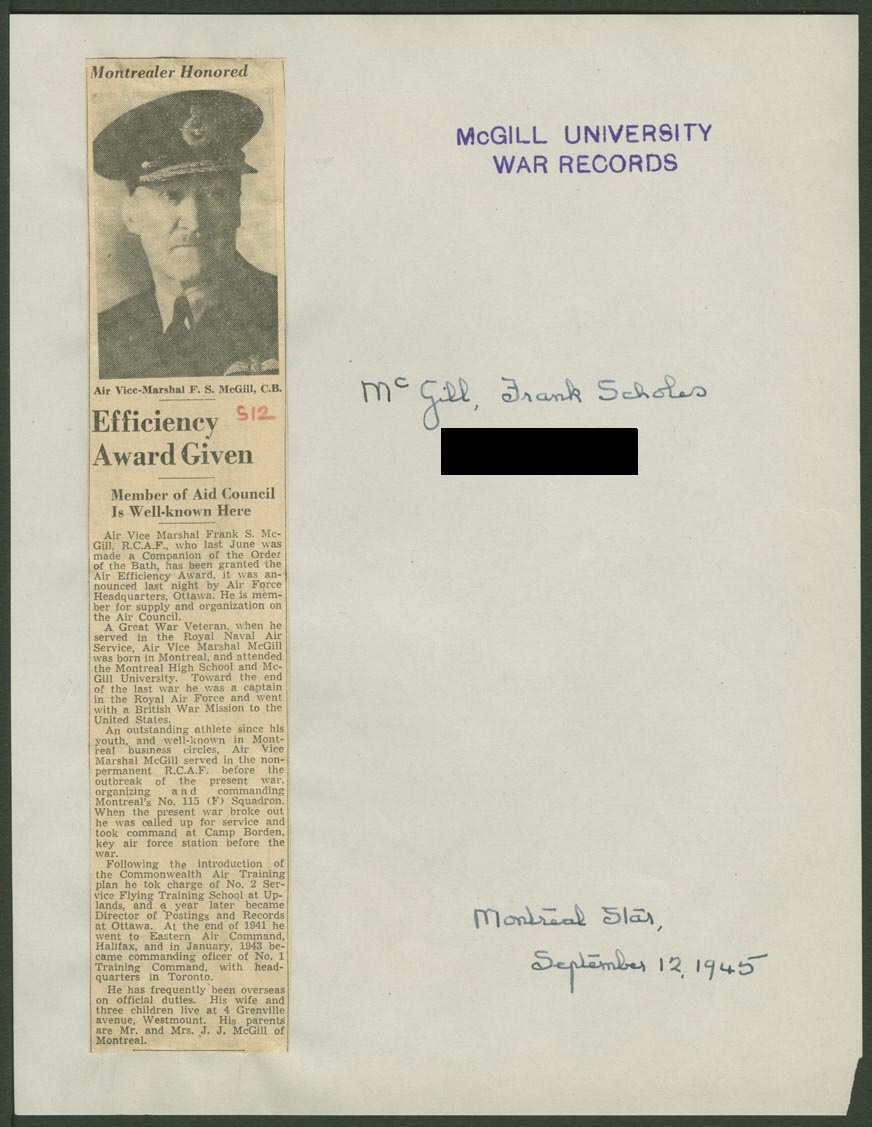 Montrealer Honored
Air Vice-Marshal F. S. McGill, C.B.
Efficiency S12
Award Given
Member of Aid Council
Is Well-known Here
Air Vice Marshal Frank S. Mc-
Gill, R.C.A.F., who last June was
made a Companion of the Order
of the Bath, has been granted the
Air Efficiency Award, it was an-
nounced last night by Air Force
Headquarters, Ottawa. He is mem-
ber for supply and organization on
the Air Council.
A Great War Veteran, when he
served in the Royal Naval Air
Service, Air Vice Marshal McGill
was born in Montreal, and attended
the Montreal High School and Mc-
Gill University. Toward the end
of the last war he was a captain
in the Royal Air Force and went
with a British War Mission to the
United States.
An outstanding athlete since his
youth, and well-known in Mont-
real business circles, Air Vice
Marshal McGill served in the non-
permanent R.C.A.F. before the
outbreak of the present war,
organizing and commanding
Montreal's No. 115 (F) Squadron.
When the present war broke out
he was called up for service and
took command at Camp Borden,
key air force station before the
war.
Following the introduction of
the Commonwealth Air Training
plan he tok charge of No. 2 Ser-
vice Flying Training School at Up-
lands, and a year later became
Director of Postings and Records
at Ottawa. At the end of 1941 he
went to Eastern Air Command,
Halifax, and in January, 1943 be-
came commanding oficer of No. 1
Training Command, with head-
quarters in Toronto.
He has frequently been overseas
on official duties. His wife and
three children live at 4 Grenville
avenue, Westmount. His parents
are Mr. and Mrs. J. J. McGill of
Montreal.
McGILL UNIVERSITY
WAR RECORDS
McGill, Frank Scholes
Montreal Star,
September 12, 1945